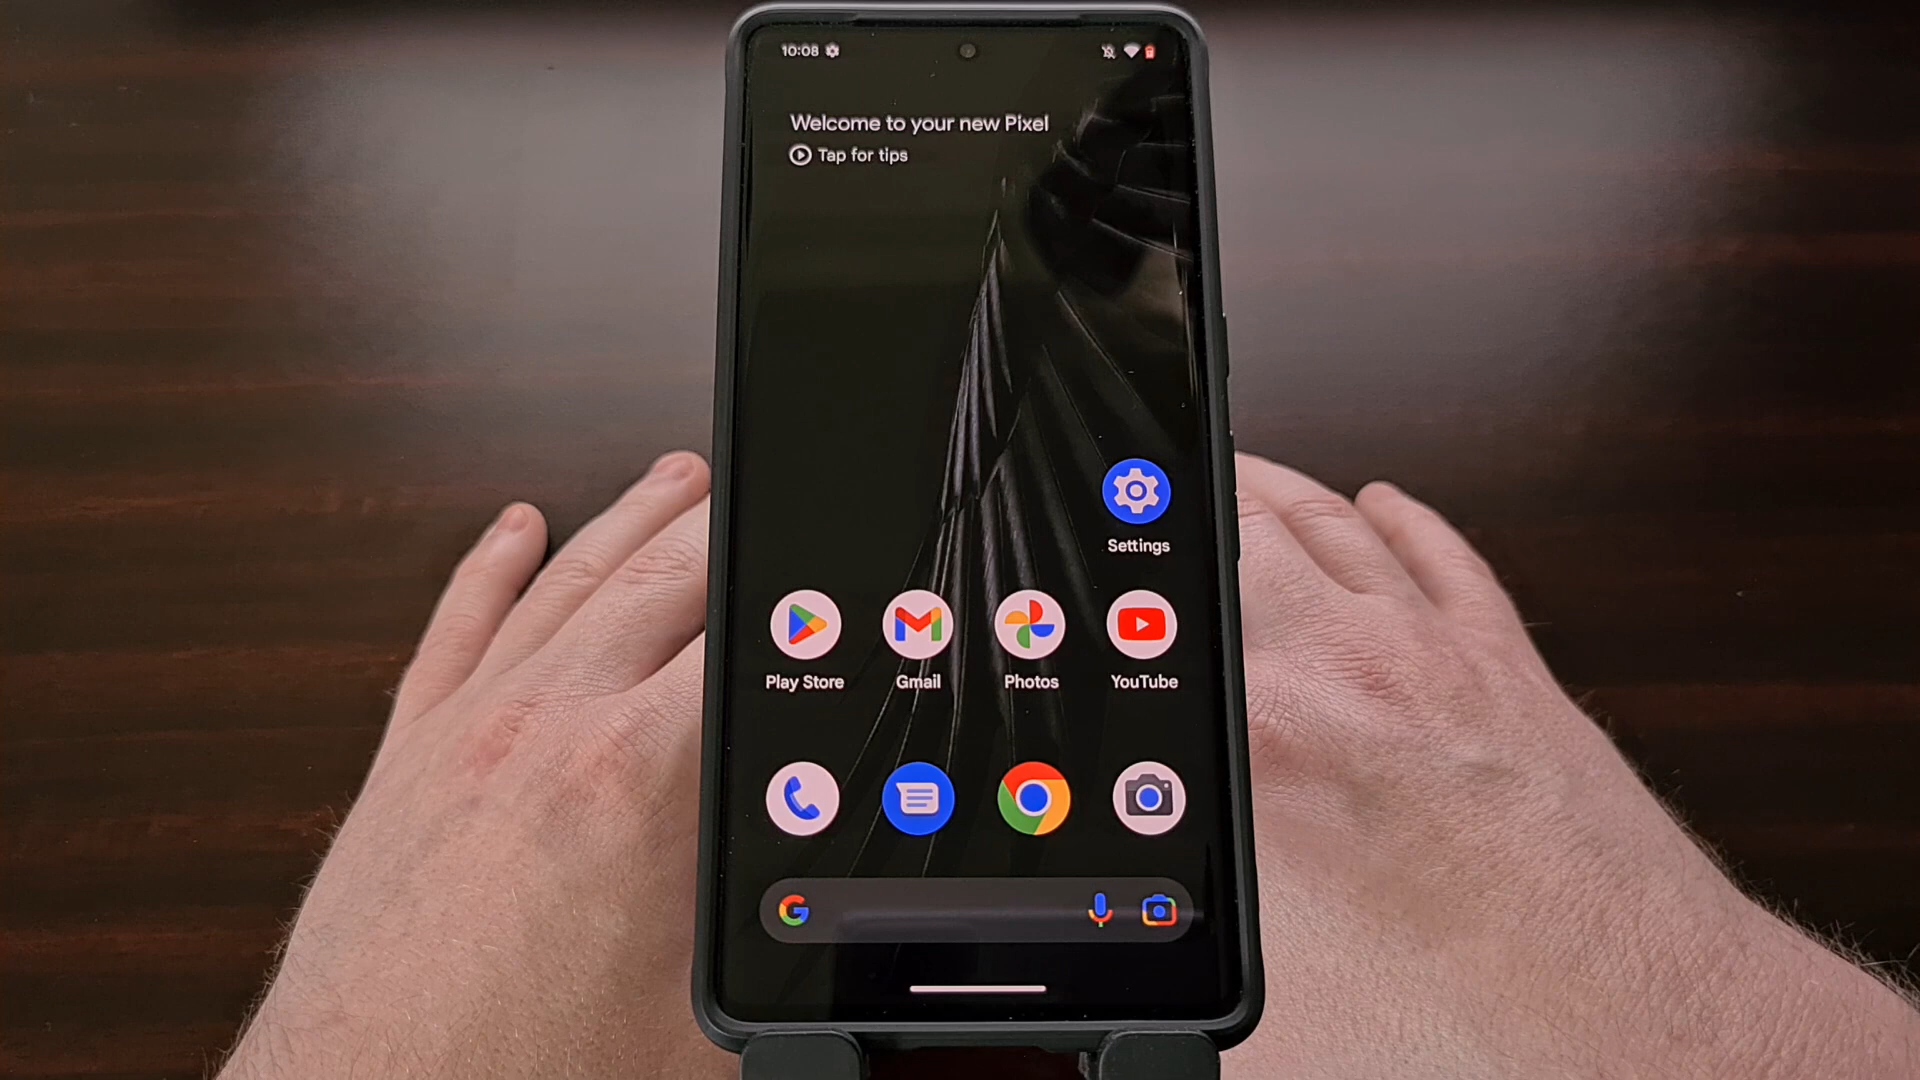 10:08
Welcome to your new Pixel
Tap for tips
Settings
Play Store
Gmail
Photos
YouTube